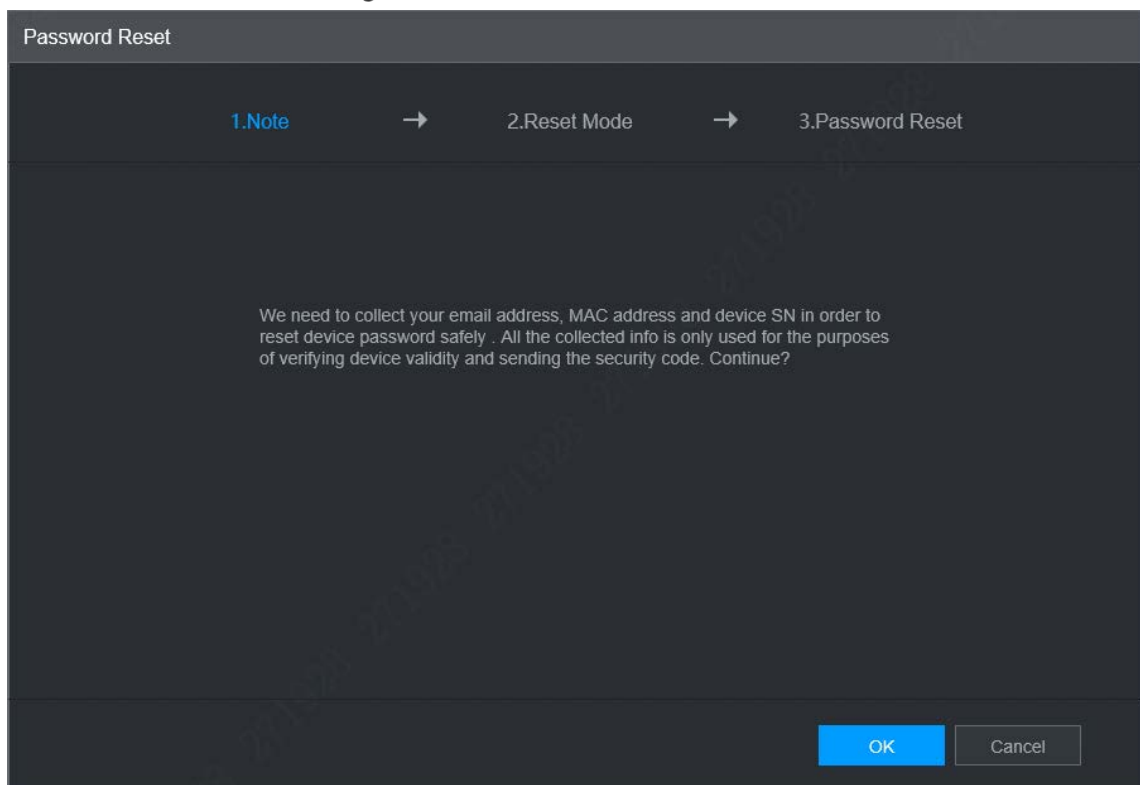 Password Reset
1.Note → 2.Reset Mode → 3.Password Reset
We need to collect your email address, MAC address and device SN in order to
reset device password safely . All the collected info is only used for the purposes
of verifying device validity and sending the security code. Continue?
OK Cancel